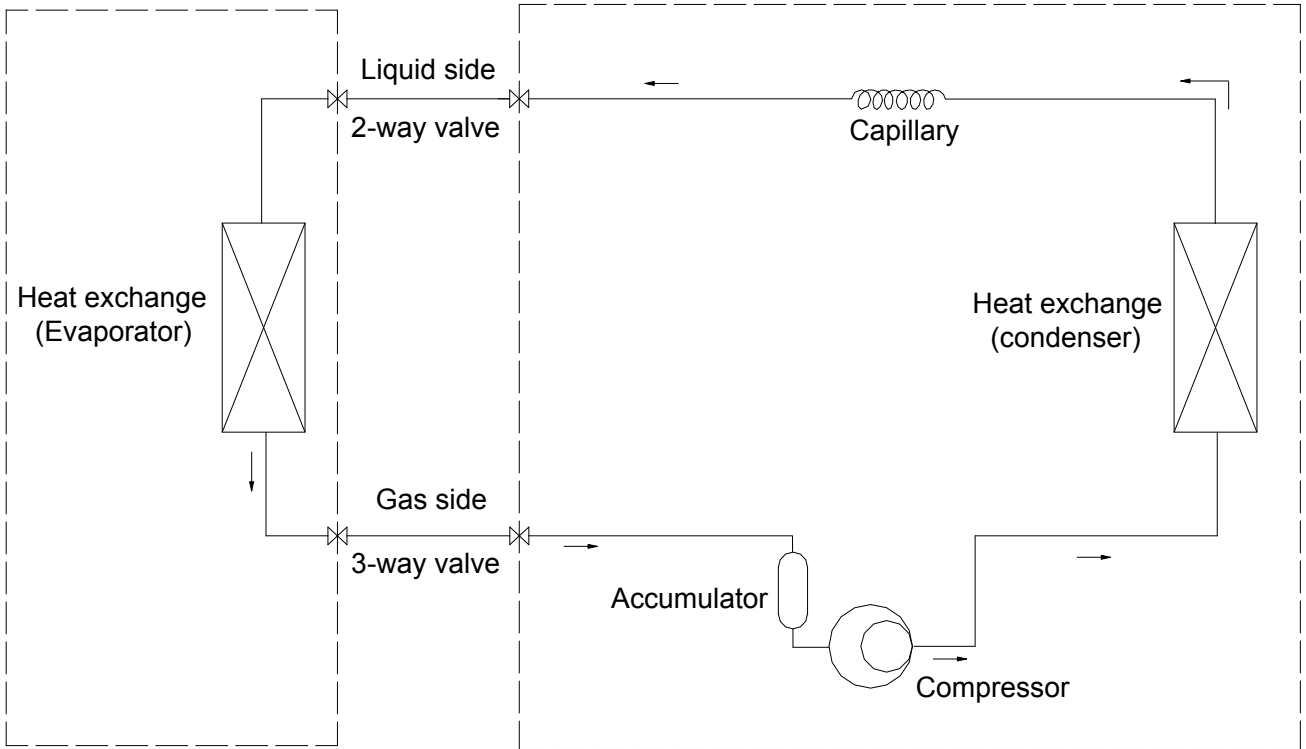 Liquid side
2-way valve
Capillary
Heat exchange
(Evaporator)
Heat exchange
(condenser)
Gas side
3-way valve
Accumulator
Compressor